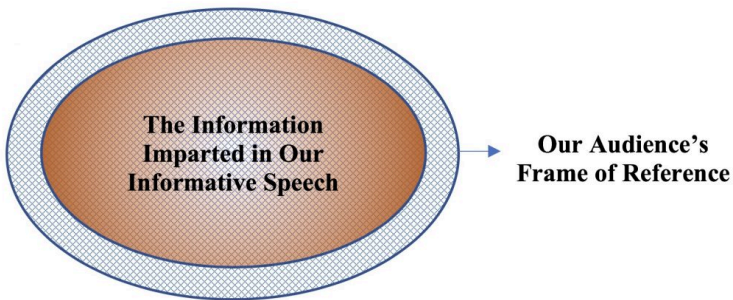 The Information
Imparted in Our
Informative Speech
Our Audience's
Frame of Reference